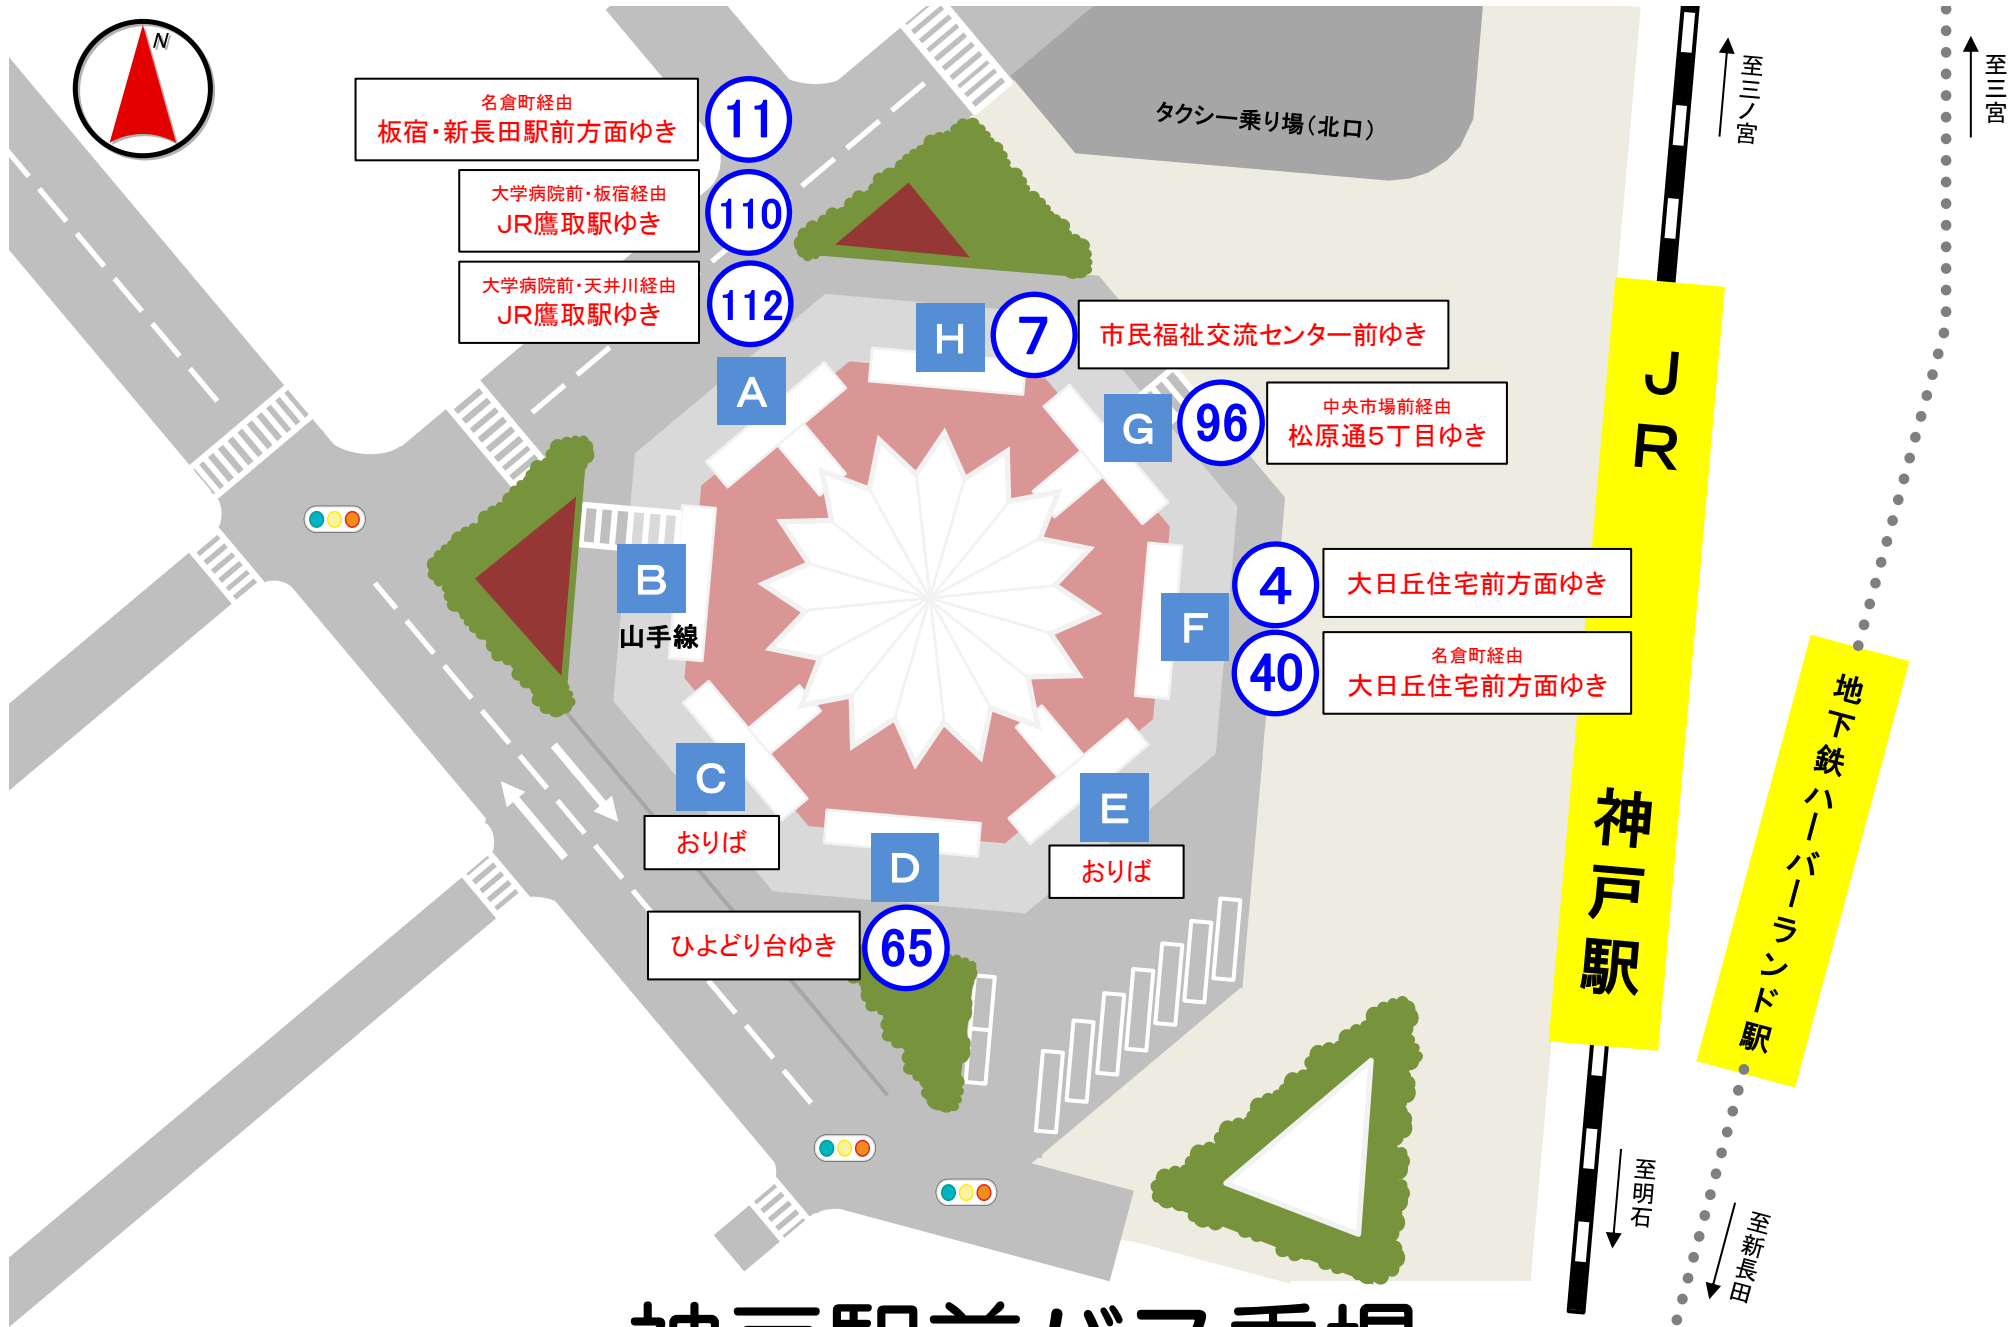 N
名倉町経由
板宿・新長田駅前方面ゆき
11
大学病院前・板宿経由
JR鷹取駅ゆき
110
大学病院前・天井川経由
JR鷹取駅ゆき
112
タクシー乗り場（北口）
至三ノ宮
至三宮
A
H
7
市民福祉交流センター前ゆき
G
96
中央市場前経由
松原通5丁目ゆき
B
山手線
F
4
大日丘住宅前方面ゆき
40
名倉町経由
大日丘住宅前方面ゆき
C
おりば
D
E
おりば
ひよどり台ゆき
65
JR
神戸駅
地下鉄ハーバーランド駅
至明石
至新長田
神戸駅前バス乗場